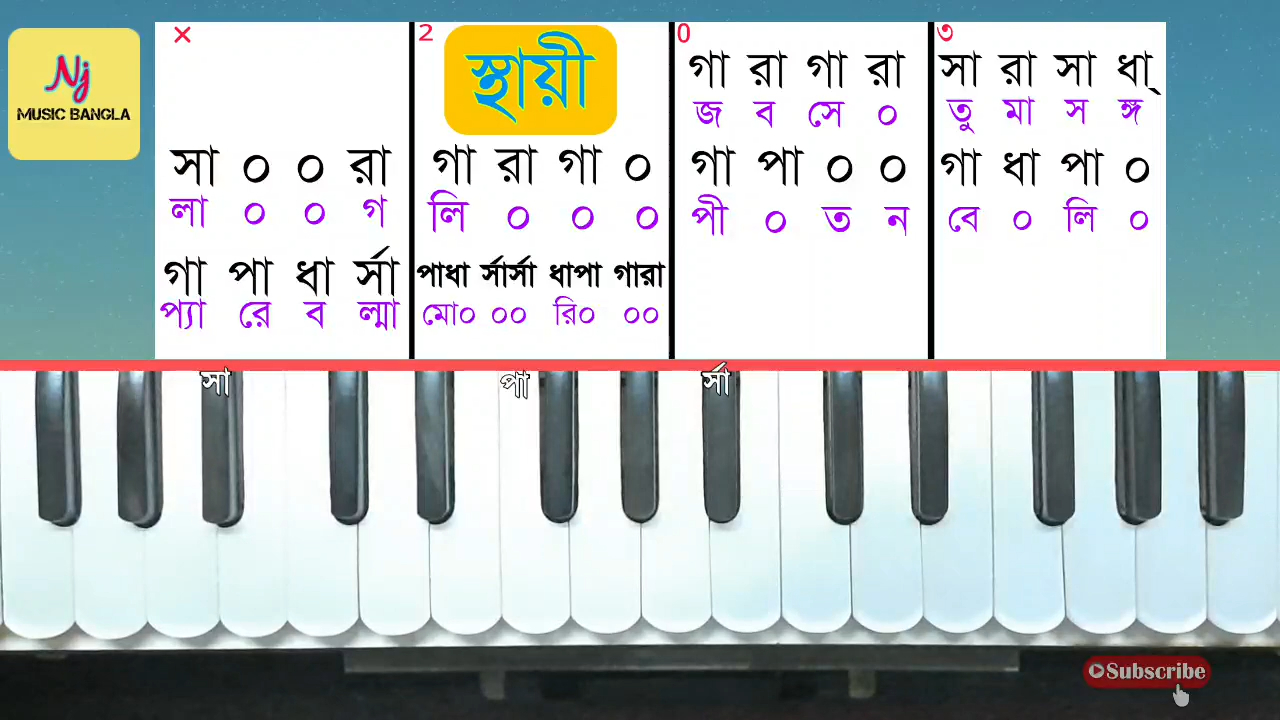 Nj
MUSIC BANGLA
× 2 0 ৩
স্থায়ী
গা রা গা রা সা রা সা ধা্
জ ব সে ০ তু মা স ঙ্গ
সা ০ ০ রা গা রা গা ০ গা পা ০ ০ গা ধা পা ০
লা ০ ০ গ লি ০ ০ ০ পী ০ ত ন বে ০ লি ০
গা পা ধা র্সা পাধা র্সার্সা ধাপা গারা
প্যা রে ব ল্মা মো০ ০০ রি০ ০০
সা পা র্সা
Subscribe